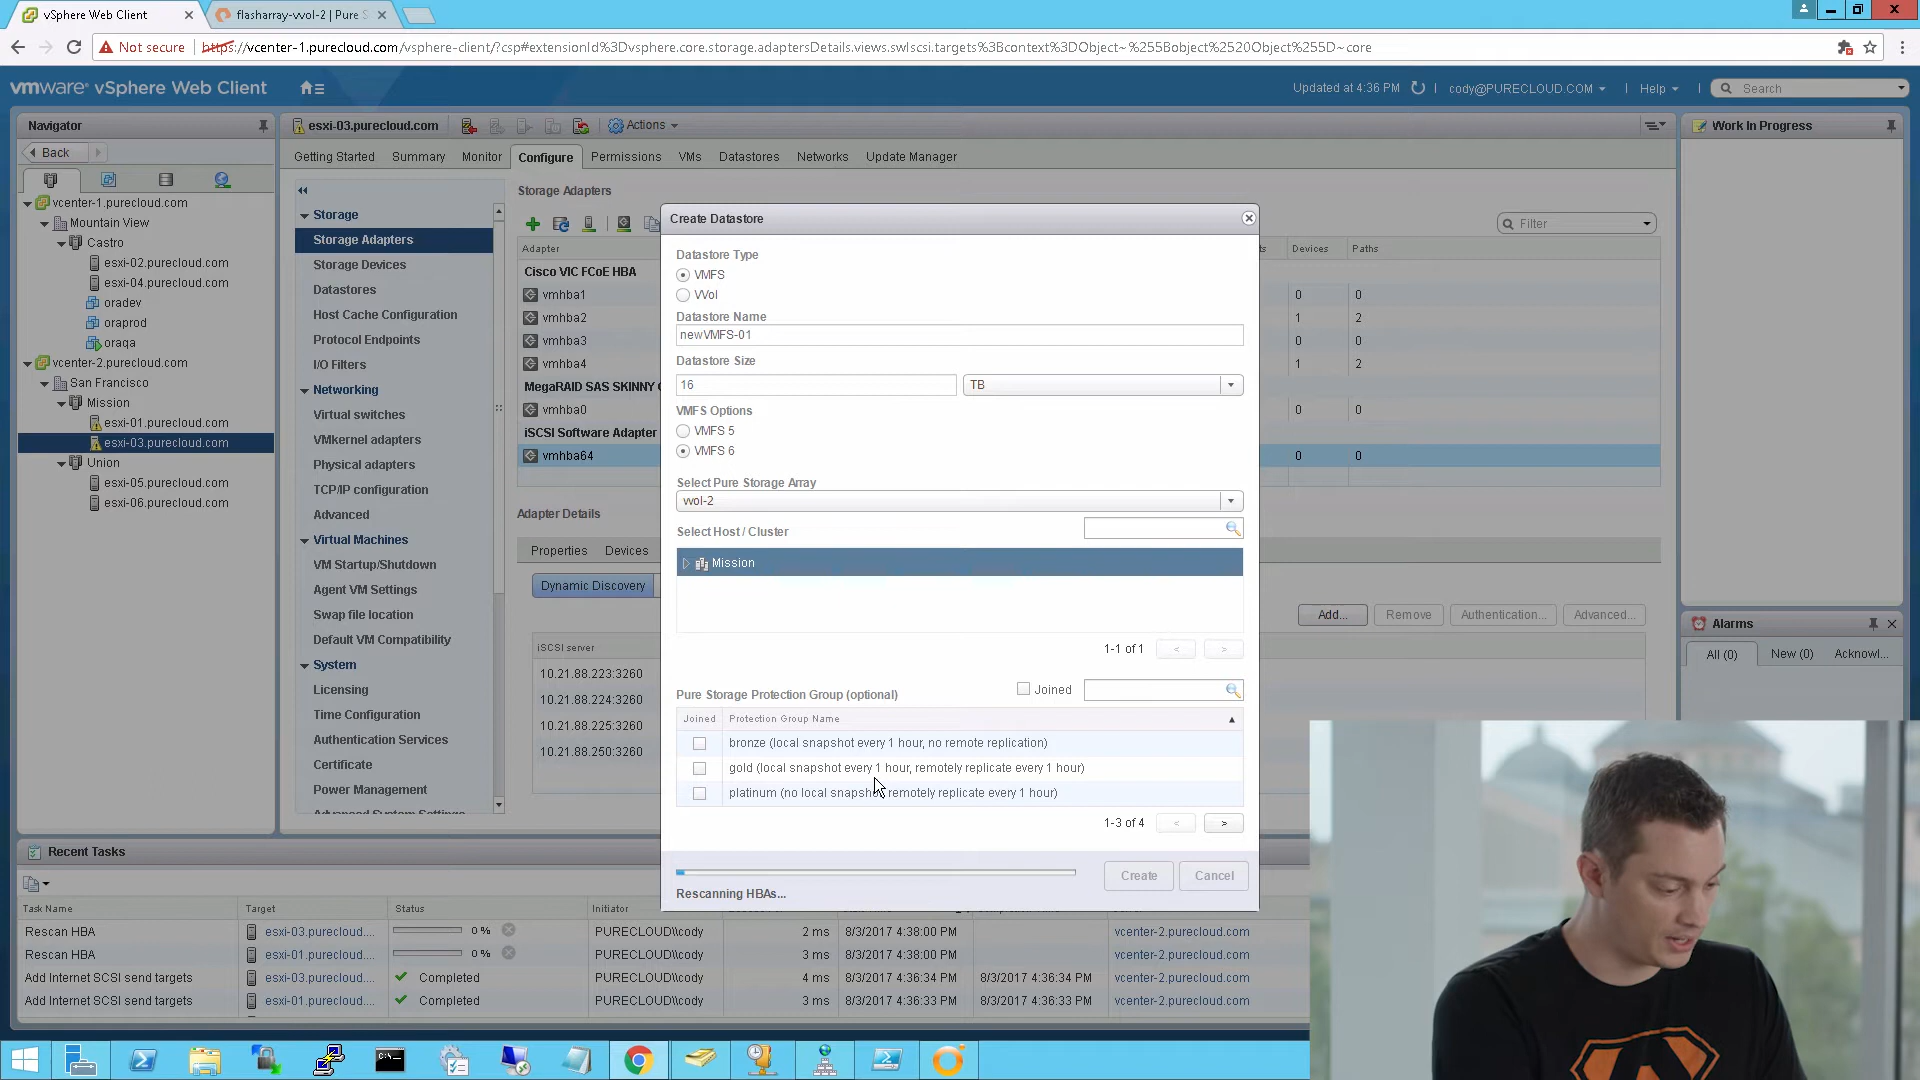 vSphere Web Client
flasharray-vvol-2 | Pure S
Not secure
https://vcenter-1.purecloud.com/vsphere-client/?csp#extensionId%3Dvsphere.core.storage.adaptersDetails.views.swIscsi.targets%3Bcontext%3DObject~%255Bobject%2520Object%255D~core
vmware® vSphere Web Client
Updated at 4:36 PM
cody@PURECLOUD.COM
Help
Search
Navigator
Back
vcenter-1.purecloud.com
Mountain View
Castro
esxi-02.purecloud.com
esxi-04.purecloud.com
oradev
oraprod
oraqa
vcenter-2.purecloud.com
San Francisco
Mission
esxi-01.purecloud.com
esxi-03.purecloud.com
Union
esxi-05.purecloud.com
esxi-06.purecloud.com
esxi-03.purecloud.com
Actions
Getting Started Summary Monitor Configure Permissions VMs Datastores Networks Update Manager
Storage
Storage Adapters
Storage Devices
Datastores
Host Cache Configuration
Protocol Endpoints
I/O Filters
Networking
Virtual switches
VMkernel adapters
Physical adapters
TCP/IP configuration
Advanced
Virtual Machines
VM Startup/Shutdown
Agent VM Settings
Swap file location
Default VM Compatibility
System
Licensing
Time Configuration
Authentication Services
Certificate
Power Management
Advanced System Settings
Storage Adapters
Filter
Adapter
Devices Paths
Cisco VIC FCoE HBA
vmhba1 0 0
vmhba2 1 2
vmhba3 0 0
vmhba4 1 2
MegaRAID SAS SKINNY
vmhba0 0 0
iSCSI Software Adapter
vmhba64 0 0
Adapter Details
Properties Devices
Dynamic Discovery
Add... Remove Authentication... Advanced...
iSCSI server
10.21.88.223:3260
10.21.88.224:3260
10.21.88.225:3260
10.21.88.250:3260
Create Datastore
Datastore Type
VMFS
VVol
Datastore Name
newVMFS-01
Datastore Size
16 TB
VMFS Options
VMFS 5
VMFS 6
Select Pure Storage Array
vvol-2
Select Host / Cluster
Mission
1-1 of 1 < >
Pure Storage Protection Group (optional)
Joined
Joined Protection Group Name
bronze (local snapshot every 1 hour, no remote replication)
gold (local snapshot every 1 hour, remotely replicate every 1 hour)
platinum (no local snapshot, remotely replicate every 1 hour)
1-3 of 4 < >
Rescanning HBAs...
Create Cancel
Work In Progress
Alarms
All (0) New (0) Acknowl...
Recent Tasks
Task Name Target Status Initiator
Rescan HBA esxi-03.purecloud.... 0 % PURECLOUD\\cody 2 ms 8/3/2017 4:38:00 PM vcenter-2.purecloud.com
Rescan HBA esxi-01.purecloud.... 0 % PURECLOUD\\cody 3 ms 8/3/2017 4:38:00 PM vcenter-2.purecloud.com
Add Internet SCSI send targets esxi-03.purecloud.... Completed PURECLOUD\\cody 4 ms 8/3/2017 4:36:34 PM 8/3/2017 4:36:34 PM vcenter-2.purecloud.com
Add Internet SCSI send targets esxi-01.purecloud.... Completed PURECLOUD\\cody 3 ms 8/3/2017 4:36:33 PM 8/3/2017 4:36:33 PM vcenter-2.purecloud.com